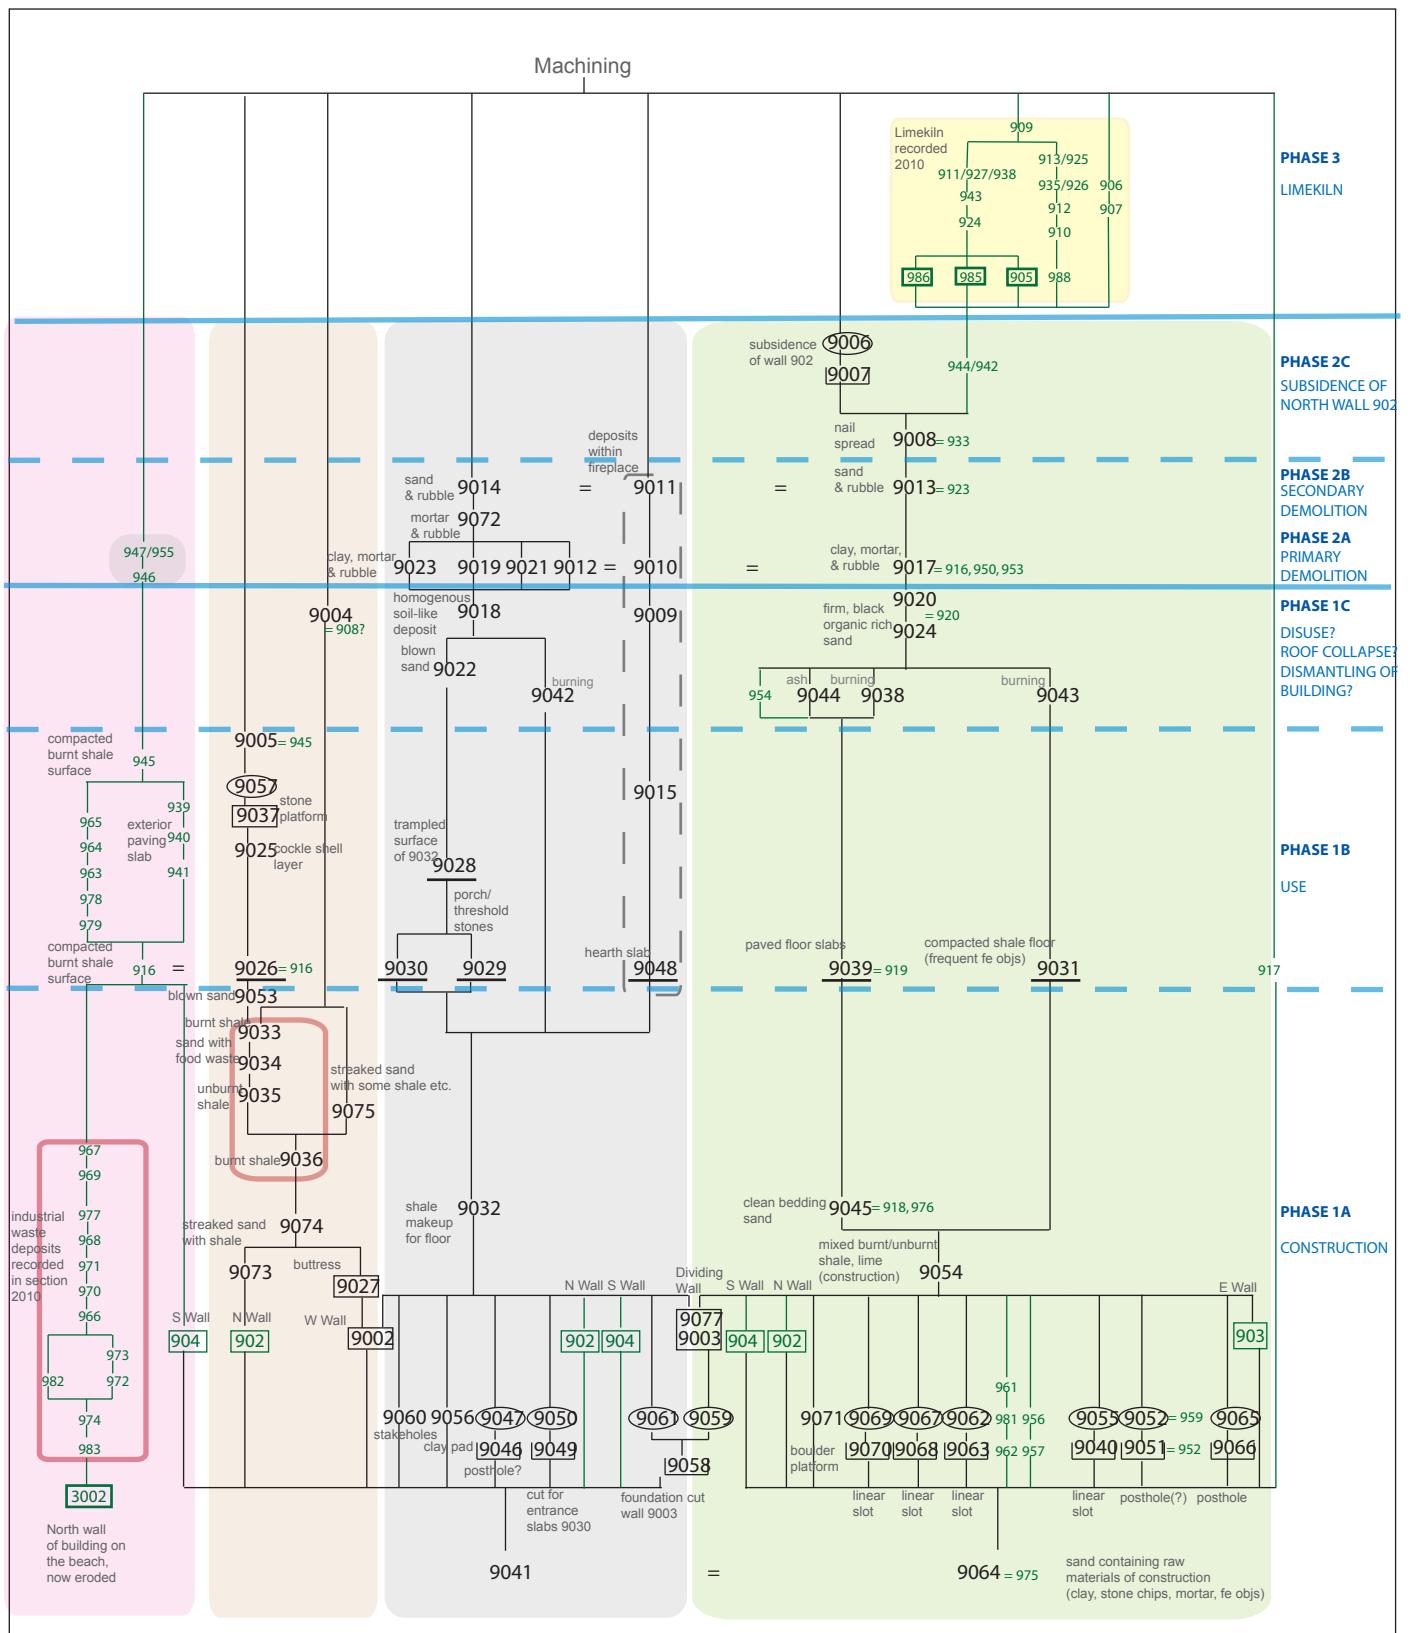 Machining
Limekiln
recorded
2010
909
913/925
911/927/938
935/926
906
943
912
907
924
910
986
985
905
988
PHASE 3
LIMEKILN
subsidence
of wall 902
9006
9007
944/942
nail
spread
9008 = 933
PHASE 2C
SUBSIDENCE OF
NORTH WALL 902
deposits
within
fireplace
sand
& rubble
9014
=
9011
=
sand
& rubble
9013 = 923
PHASE 2B
SECONDARY
DEMOLITION
mortar
& rubble
9072
947/955
946
clay, mortar
& rubble
9023
9019
9021
9012
=
9010
=
clay, mortar,
& rubble
9017 = 916, 950, 953
PHASE 2A
PRIMARY
DEMOLITION
9004
= 908?
homogenous
soil-like
deposit
9018
9009
firm, black
organic rich
sand
9020
= 920
9024
PHASE 1C
DISUSE?
ROOF COLLAPSE?
DISMANTLING OF
BUILDING?
blown
sand
9022
burning
9042
954
ash
9044
burning
9038
burning
9043
compacted
burnt shale
surface
945
9005 = 945
9057
stone
platform
9037
9025
cockle shell
layer
939
940
941
965
964
963
978
979
exterior
paving
slab
trampled
surface
of 9032
9028
9015
PHASE 1B
USE
porch/
threshold
stones
compacted
burnt shale
surface
916
=
9026 = 916
9030
9029
hearth slab
9048
paved floor slabs
9039 = 919
compacted shale floor
(frequent fe objs)
9031
917
blown sand
9053
burnt shale
9033
sand with
food waste
9034
unburnt
shale
9035
streaked sand
with some shale etc.
9075
burnt shale
9036
967
969
977
968
971
970
966
973
982
972
974
983
industrial
waste
deposits
recorded
in section
2010
3002
North wall
of building on
the beach,
now eroded
streaked sand
with shale
9074
9073
buttress
9027
S Wall
904
N Wall
902
W Wall
9002
shale
makeup
for floor
9032
clean bedding
sand
9045 = 918, 976
mixed burnt/unburnt
shale, lime
(construction)
9054
PHASE 1A
CONSTRUCTION
N Wall
902
S Wall
904
Dividing
Wall
9077
9003
S Wall
904
N Wall
902
E Wall
903
9060
stakeholes
9056
9047
clay pad
9046
posthole?
9050
9049
cut for
entrance
slabs 9030
9061
9059
9058
foundation cut
wall 9003
9071
boulder
platform
9069
9070
linear
slot
9067
9068
linear
slot
9062
9063
linear
slot
961
981
962
956
957
9055
9040
linear
slot
9052 = 959
9051 = 952
posthole(?)
9065
9066
posthole
9041
=
9064 = 975
sand containing raw
materials of construction
(clay, stone chips, mortar, fe objs)